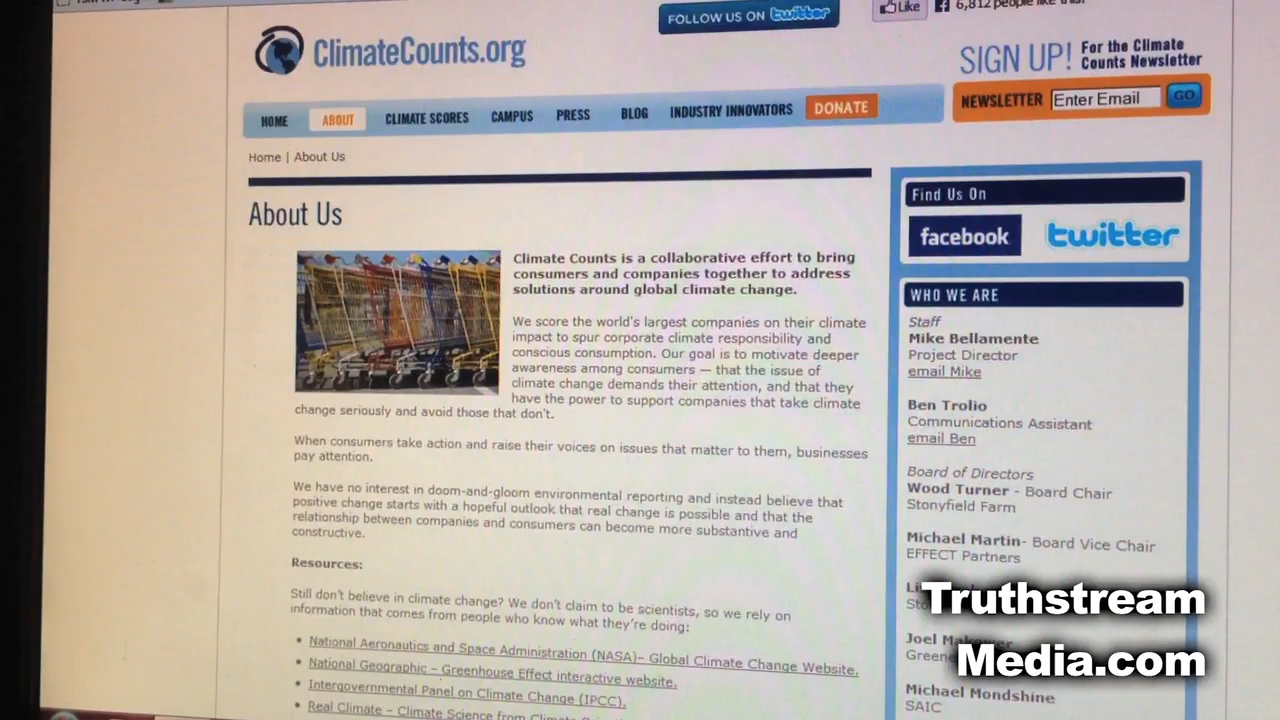 FOLLOW US ON twitter
Like
6,812 people like this.
ClimateCounts.org
SIGN UP!
For the Climate
Counts Newsletter
NEWSLETTER Enter Email GO
HOME ABOUT CLIMATE SCORES CAMPUS PRESS BLOG INDUSTRY INNOVATORS DONATE
Home | About Us
About Us
Climate Counts is a collaborative effort to bring
consumers and companies together to address
solutions around global climate change.
We score the world's largest companies on their climate
impact to spur corporate climate responsibility and
conscious consumption. Our goal is to motivate deeper
awareness among consumers — that the issue of
climate change demands their attention, and that they
have the power to support companies that take climate
change seriously and avoid those that don't.
When consumers take action and raise their voices on issues that matter to them, businesses
pay attention.
We have no interest in doom-and-gloom environmental reporting and instead believe that
positive change starts with a hopeful outlook that real change is possible and that the
relationship between companies and consumers can become more substantive and
constructive.
Resources:
Still don't believe in climate change? We don't claim to be scientists, so we rely on
information that comes from people who know what they're doing:
• National Aeronautics and Space Administration (NASA)– Global Climate Change Website.
• National Geographic – Greenhouse Effect interactive website.
• Intergovernmental Panel on Climate Change (IPCC).
• Real Climate – Climate Science from
Find Us On
facebook twitter
WHO WE ARE
Staff
Mike Bellamente
Project Director
email Mike
Ben Trolio
Communications Assistant
email Ben
Board of Directors
Wood Turner - Board Chair
Stonyfield Farm
Michael Martin- Board Vice Chair
EFFECT Partners
Joel Makower
Michael Mondshine
SAIC
Truthstream
Media.com